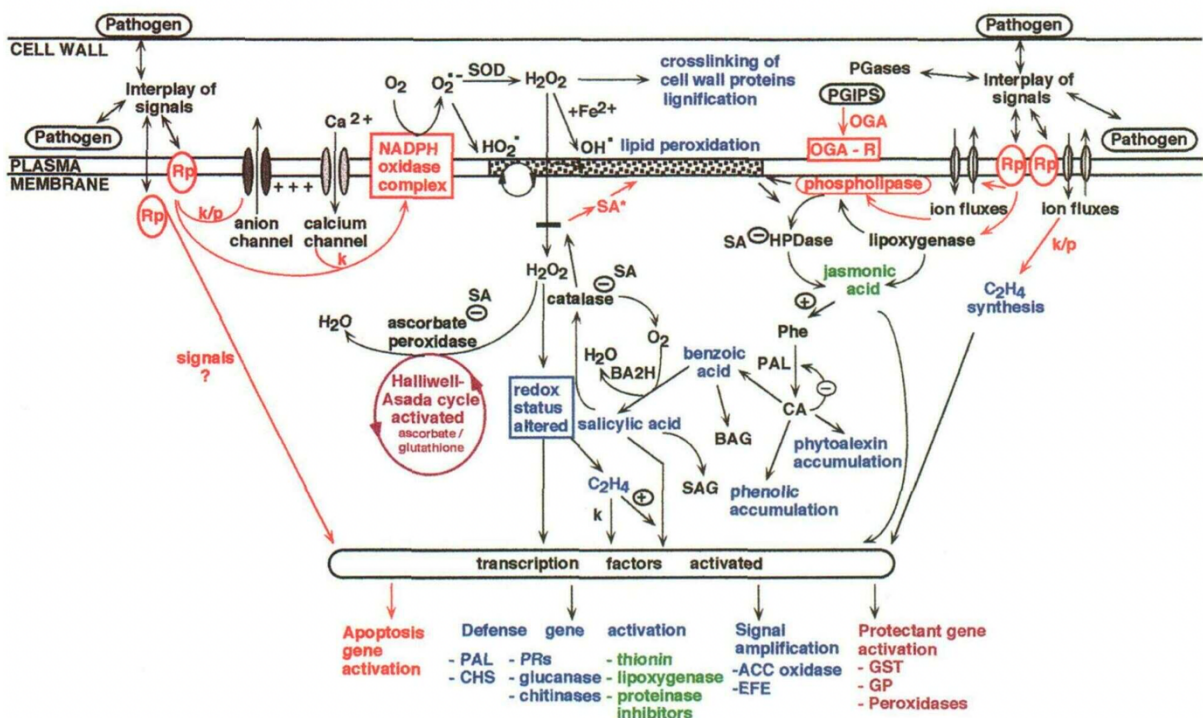 Pathogen
Pathogen
CELL WALL
Interplay of
signals
Pathogen
O2
O2•-
SOD
H2O2
crosslinking of
cell wall proteins
lignification
PGases
PGIPS
Interplay of
signals
Pathogen
Ca 2+
+Fe2+
OGA
HO2•
OH•
lipid peroxidation
OGA - R
PLASMA
MEMBRANE
Rp
+ + +
NADPH
oxidase
complex
phospholipase
Rp
Rp
Rp
k/p
anion
channel
calcium
channel
k
SA*
ion fluxes
ion fluxes
SA
-
HPDase
lipoxygenase
k/p
H2O2
catalase
-
SA
jasmonic
acid
C2H4
synthesis
+
SA
-
H2O
ascorbate
peroxidase
O2
Phe
signals
?
H2O
BA2H
benzoic
acid
PAL
-
Halliwell-
Asada cycle
activated
ascorbate /
glutathione
redox
status
altered
salicylic acid
CA
BAG
phytoalexin
accumulation
C2H4
+
SAG
phenolic
accumulation
k
transcription factors activated
Apoptosis
gene
activation
Defense gene activation
- PAL
- CHS
- PRs
- glucanase
- chitinases
- thionin
- lipoxygenase
- proteinase
inhibitors
Signal
amplification
-ACC oxidase
-EFE
Protectant gene
activation
- GST
- GP
- Peroxidases